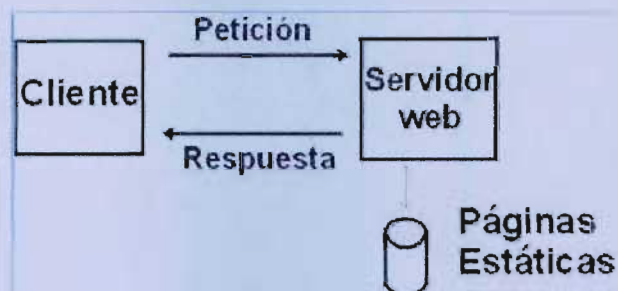 Petición
Cliente
Servidor
web
Respuesta
Páginas
Estáticas